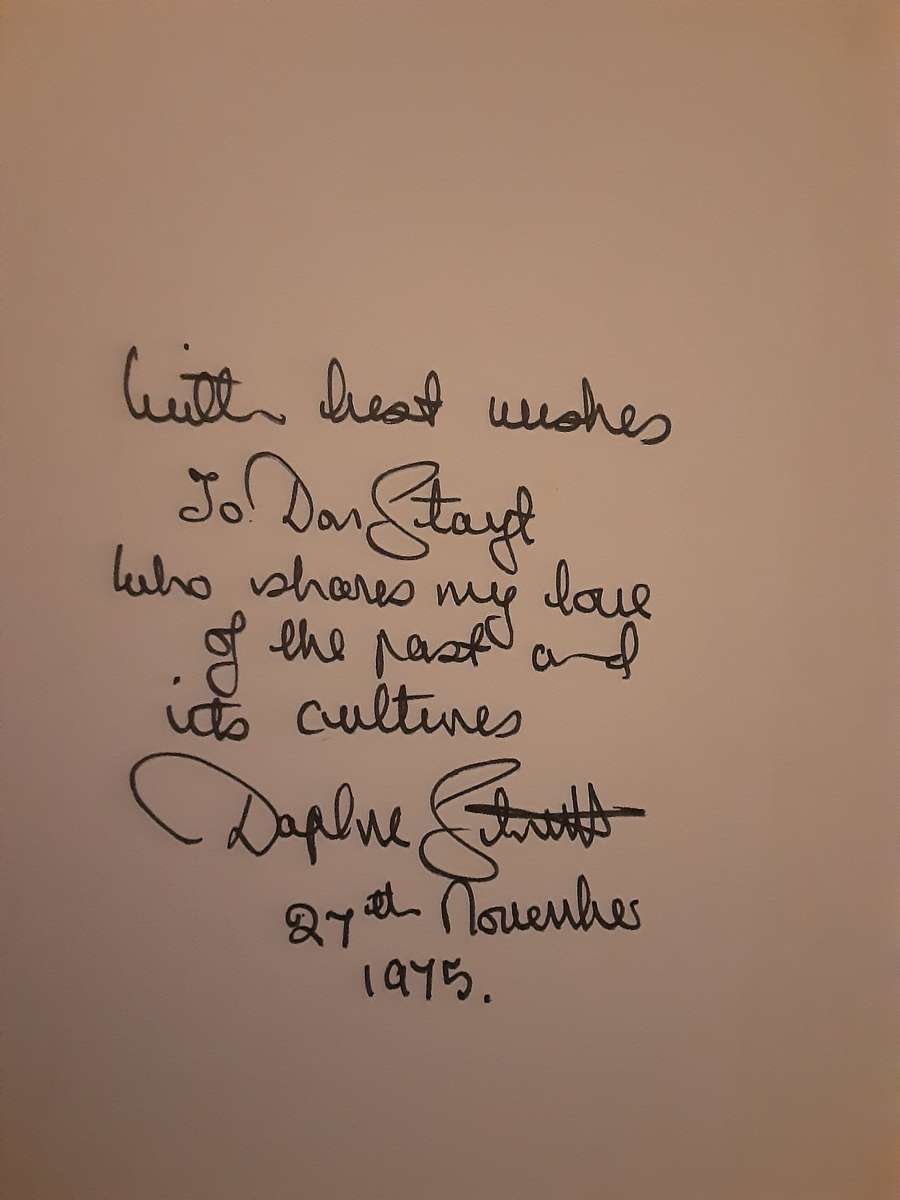 With best wishes
To Don Stayt
who shares my love
of the past and
its cultures
Daphne
27th November
1975.